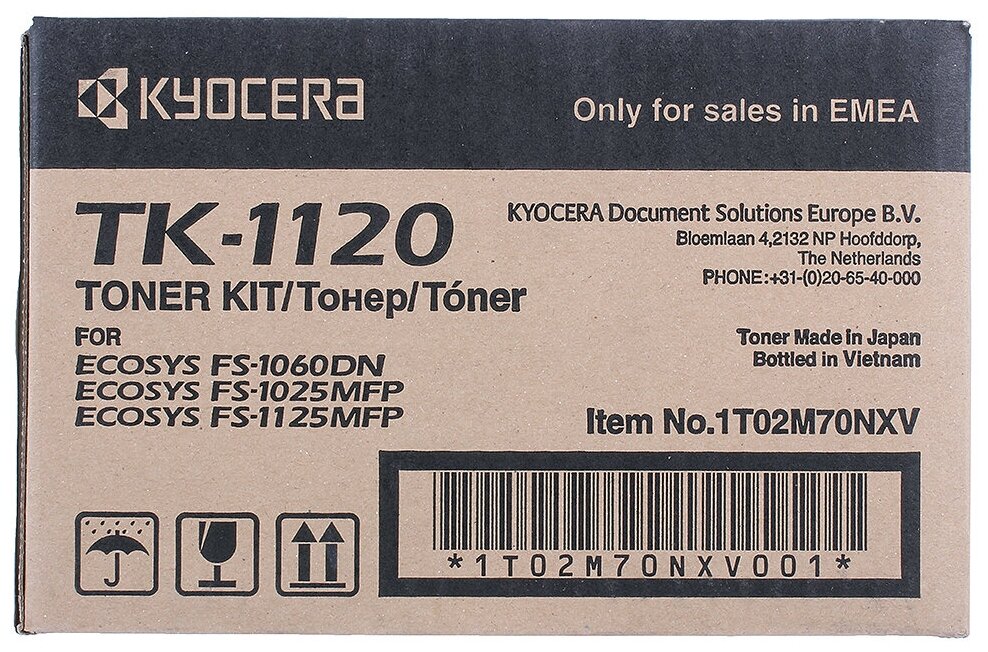 KYOCERA
Only for sales in EMEA
TK-1120
TONER KIT/Тонер/Tóner
FOR
ECOSYS FS-1060DN
ECOSYS FS-1025MFP
ECOSYS FS-1125MFP
KYOCERA Document Solutions Europe B.V.
Bloemlaan 4,2132 NP Hoofddorp,
The Netherlands
PHONE:+31-(0)20-65-40-000
Toner Made in Japan
Bottled in Vietnam
Item No.1T02M70NXV
*1T02M70NXV001*